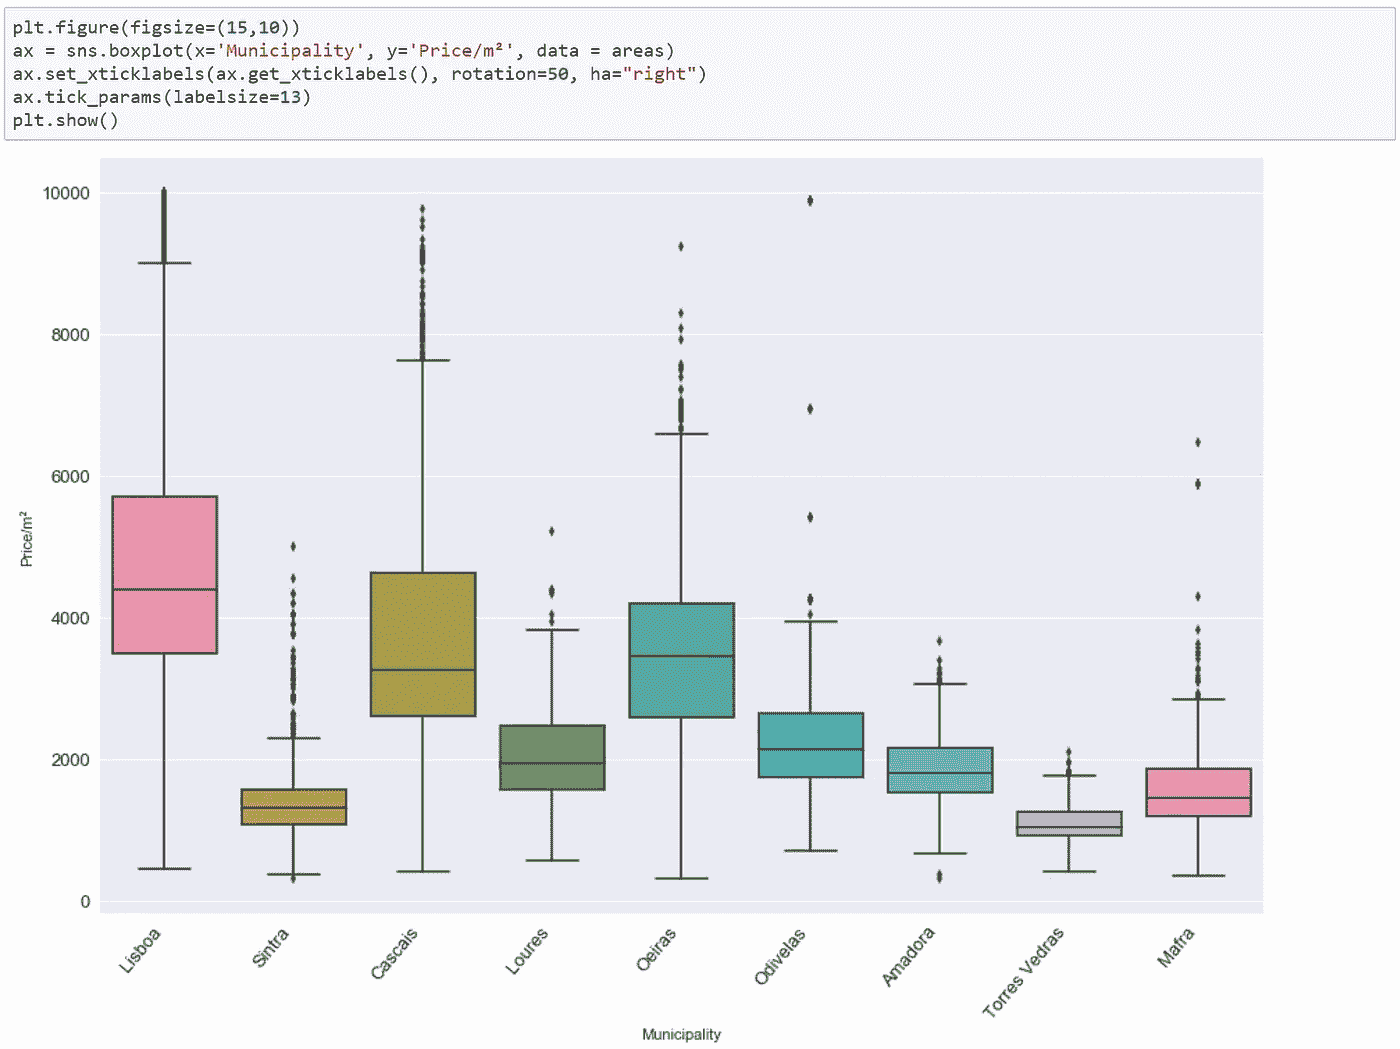 plt.figure(figsize=(15,10))
ax = sns.boxplot(x='Municipality', y='Price/m²', data = areas)
ax.set_xticklabels(ax.get_xticklabels(), rotation=50, ha="right")
ax.tick_params(labelsize=13)
plt.show()
10000
8000
6000
4000
2000
0
Price/m²
Lisboa
Sintra
Cascais
Loures
Oeiras
Odivelas
Amadora
Torres Vedras
Mafra
Municipality